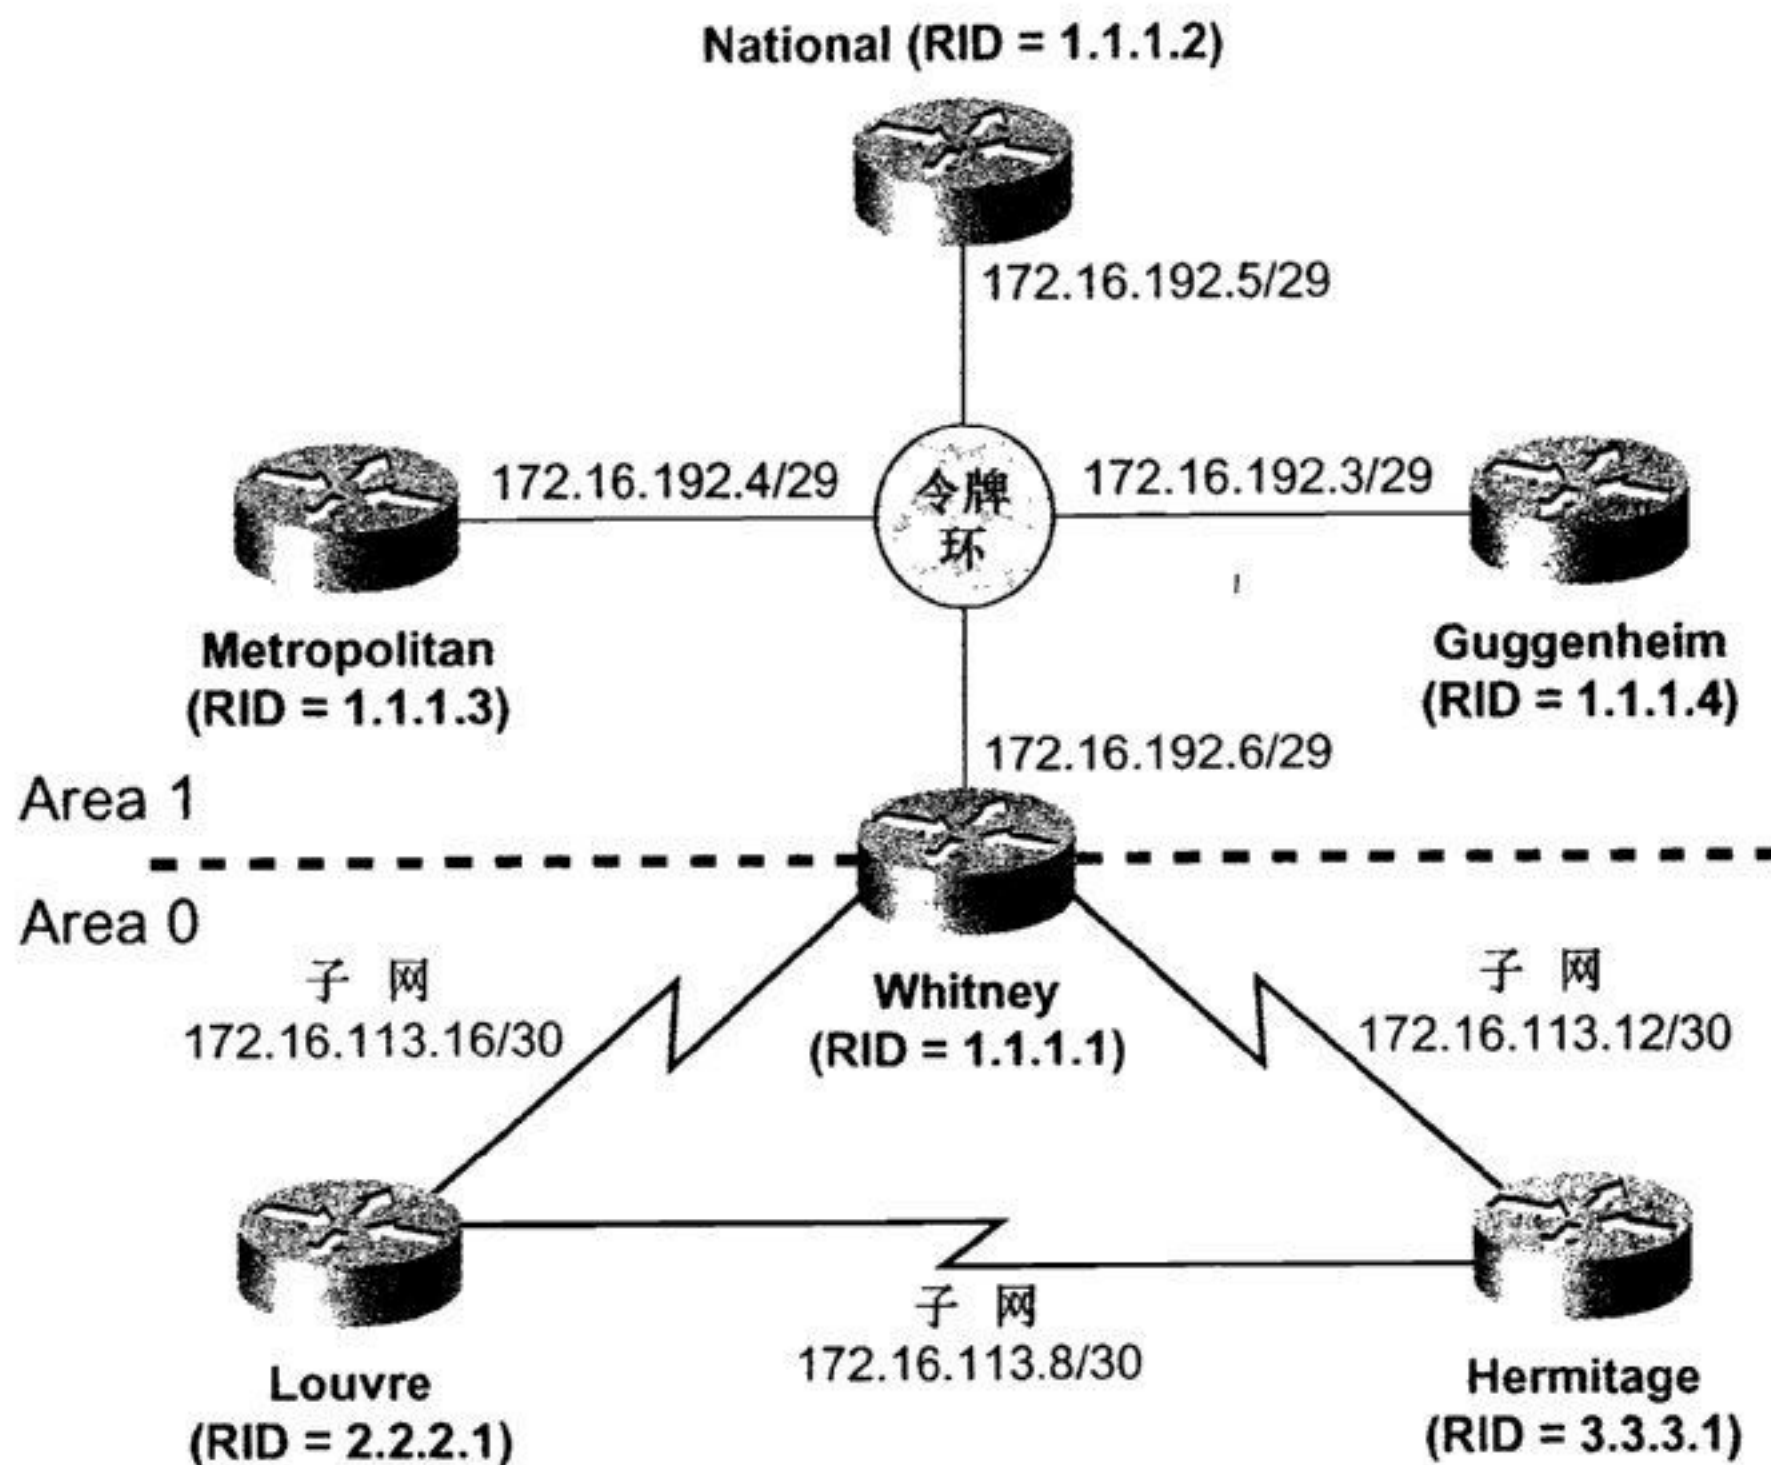 National (RID = 1.1.1.2)
172.16.192.5/29
172.16.192.4/29
令牌
环
172.16.192.3/29
Metropolitan
(RID = 1.1.1.3)
Guggenheim
(RID = 1.1.1.4)
172.16.192.6/29
Area 1
Area 0
子 网
172.16.113.16/30
Whitney
(RID = 1.1.1.1)
子 网
172.16.113.12/30
子 网
172.16.113.8/30
Louvre
(RID = 2.2.2.1)
Hermitage
(RID = 3.3.3.1)